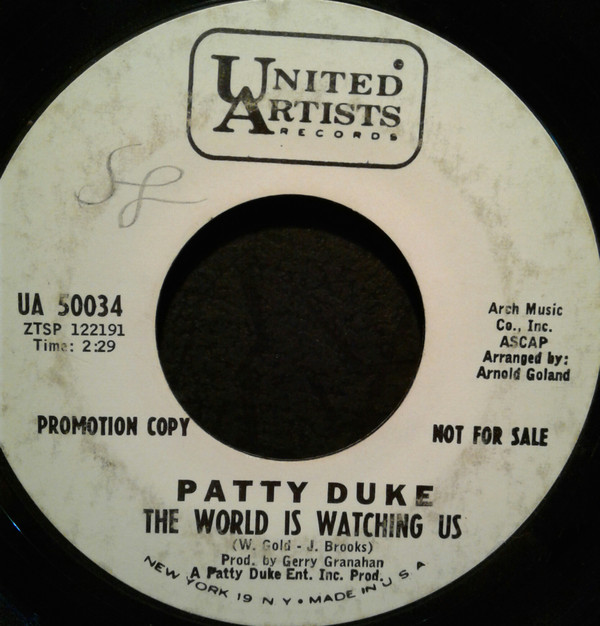 UNITED
ARTISTS
RECORDS
UA 50034
ZTSP 122191
Time: 2:29
Arch Music
Co., Inc.
ASCAP
Arranged by:
Arnold Goland
PROMOTION COPY
NOT FOR SALE
PATTY DUKE
THE WORLD IS WATCHING US
(W. Gold - J. Brooks)
Prod. by Gerry Granahan
A Patty Duke Ent. Inc. Prod.
NEW YORK 19 N Y • MADE IN U S A